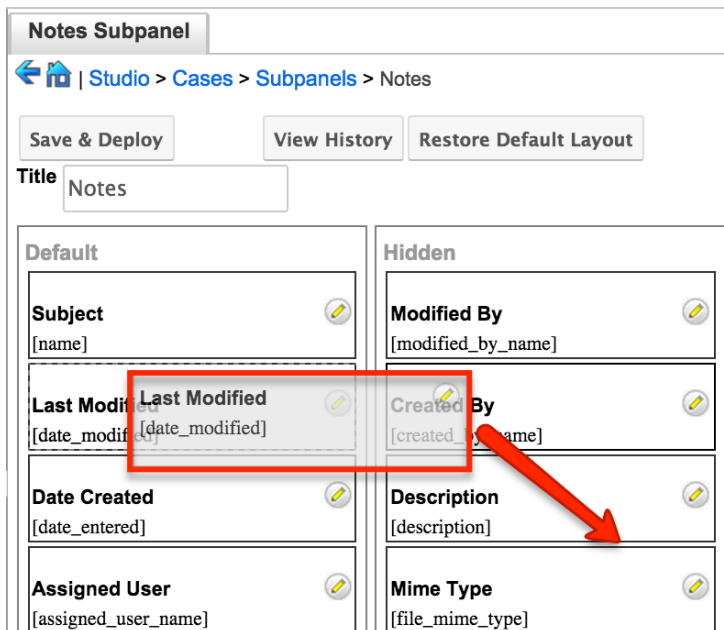 Notes Subpanel
| Studio > Cases > Subpanels > Notes
Save & Deploy View History Restore Default Layout
Title Notes
Default
Subject
[name]
Last Modified
[date_modified]
Last Modified
[date_modified]
Date Created
[date_entered]
Assigned User
[assigned_user_name]
Hidden
Modified By
[modified_by_name]
Created By
[created_by_name]
Description
[description]
Mime Type
[file_mime_type]